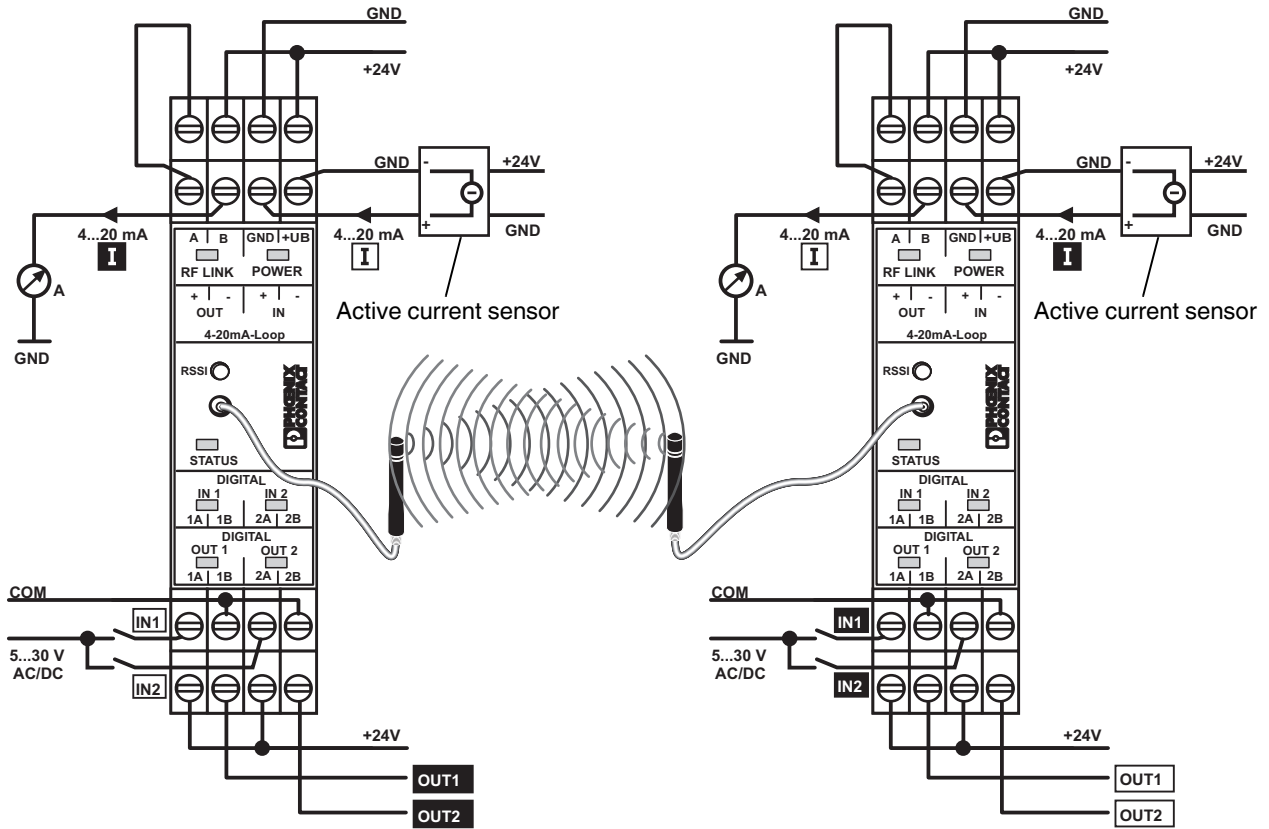 GND
+24V
GND
-
+24V
+
GND
4...20 mA
I
4...20 mA
I
A
GND
A B GND +UB
RF LINK POWER
+ - + -
OUT IN
4-20mA-Loop
Active current sensor
RSSI
PHŒNIX
CONTACT
STATUS
DIGITAL
IN 1 IN 2
1A 1B 2A 2B
DIGITAL
OUT 1 OUT 2
1A 1B 2A 2B
COM
IN1
5...30 V
AC/DC
IN2
+24V
OUT1
OUT2
GND
+24V
GND
-
+24V
+
GND
4...20 mA
I
4...20 mA
I
A
GND
A B GND +UB
RF LINK POWER
+ - + -
OUT IN
4-20mA-Loop
Active current sensor
RSSI
PHŒNIX
CONTACT
STATUS
DIGITAL
IN 1 IN 2
1A 1B 2A 2B
DIGITAL
OUT 1 OUT 2
1A 1B 2A 2B
COM
IN1
5...30 V
AC/DC
IN2
+24V
OUT1
OUT2